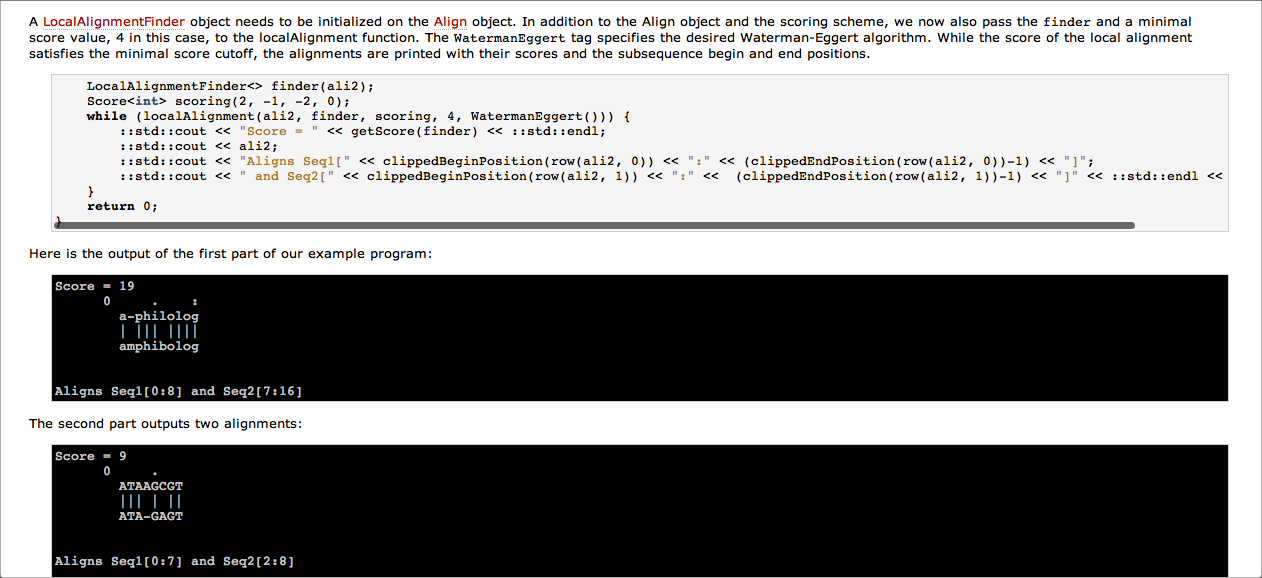 A LocalAlignmentFinder object needs to be initialized on the Align object. In addition to the Align object and the scoring scheme, we now also pass the finder and a minimal
score value, 4 in this case, to the localAlignment function. The WatermanEggert tag specifies the desired Waterman-Eggert algorithm. While the score of the local alignment
satisfies the minimal score cutoff, the alignments are printed with their scores and the subsequence begin and end positions.
LocalAlignmentFinder<> finder(ali2);
Score<int> scoring(2, -1, -2, 0);
while (localAlignment(ali2, finder, scoring, 4, WatermanEggert())) {
::std::cout << "Score = " << getScore(finder) << ::std::endl;
::std::cout << ali2;
::std::cout << "Aligns Seq1[" << clippedBeginPosition(row(ali2, 0)) << ":" << (clippedEndPosition(row(ali2, 0))-1) << "]";
::std::cout << " and Seq2[" << clippedBeginPosition(row(ali2, 1)) << ":" <<  (clippedEndPosition(row(ali2, 1))-1) << "]" << ::std::endl <<
}
return 0;
}
Here is the output of the first part of our example program:
Score = 19
0     .    :
a-philolog
| ||| ||||
amphibolog
Aligns Seq1[0:8] and Seq2[7:16]
The second part outputs two alignments:
Score = 9
0     .
ATAAGCGT
||| | ||
ATA-GAGT
Aligns Seq1[0:7] and Seq2[2:8]